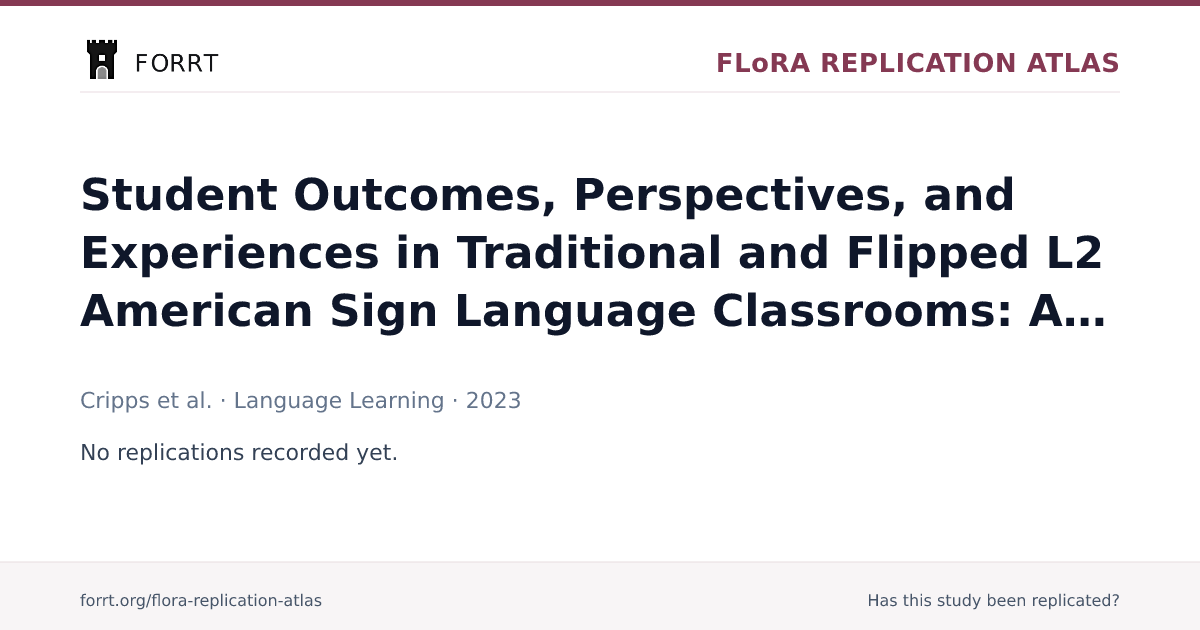 FORRT
FLoRA REPLICATION ATLAS
Student Outcomes, Perspectives, and
Experiences in Traditional and Flipped L2
American Sign Language Classrooms: A…
Cripps et al. · Language Learning · 2023
No replications recorded yet.
forrt.org/flora-replication-atlas
Has this study been replicated?